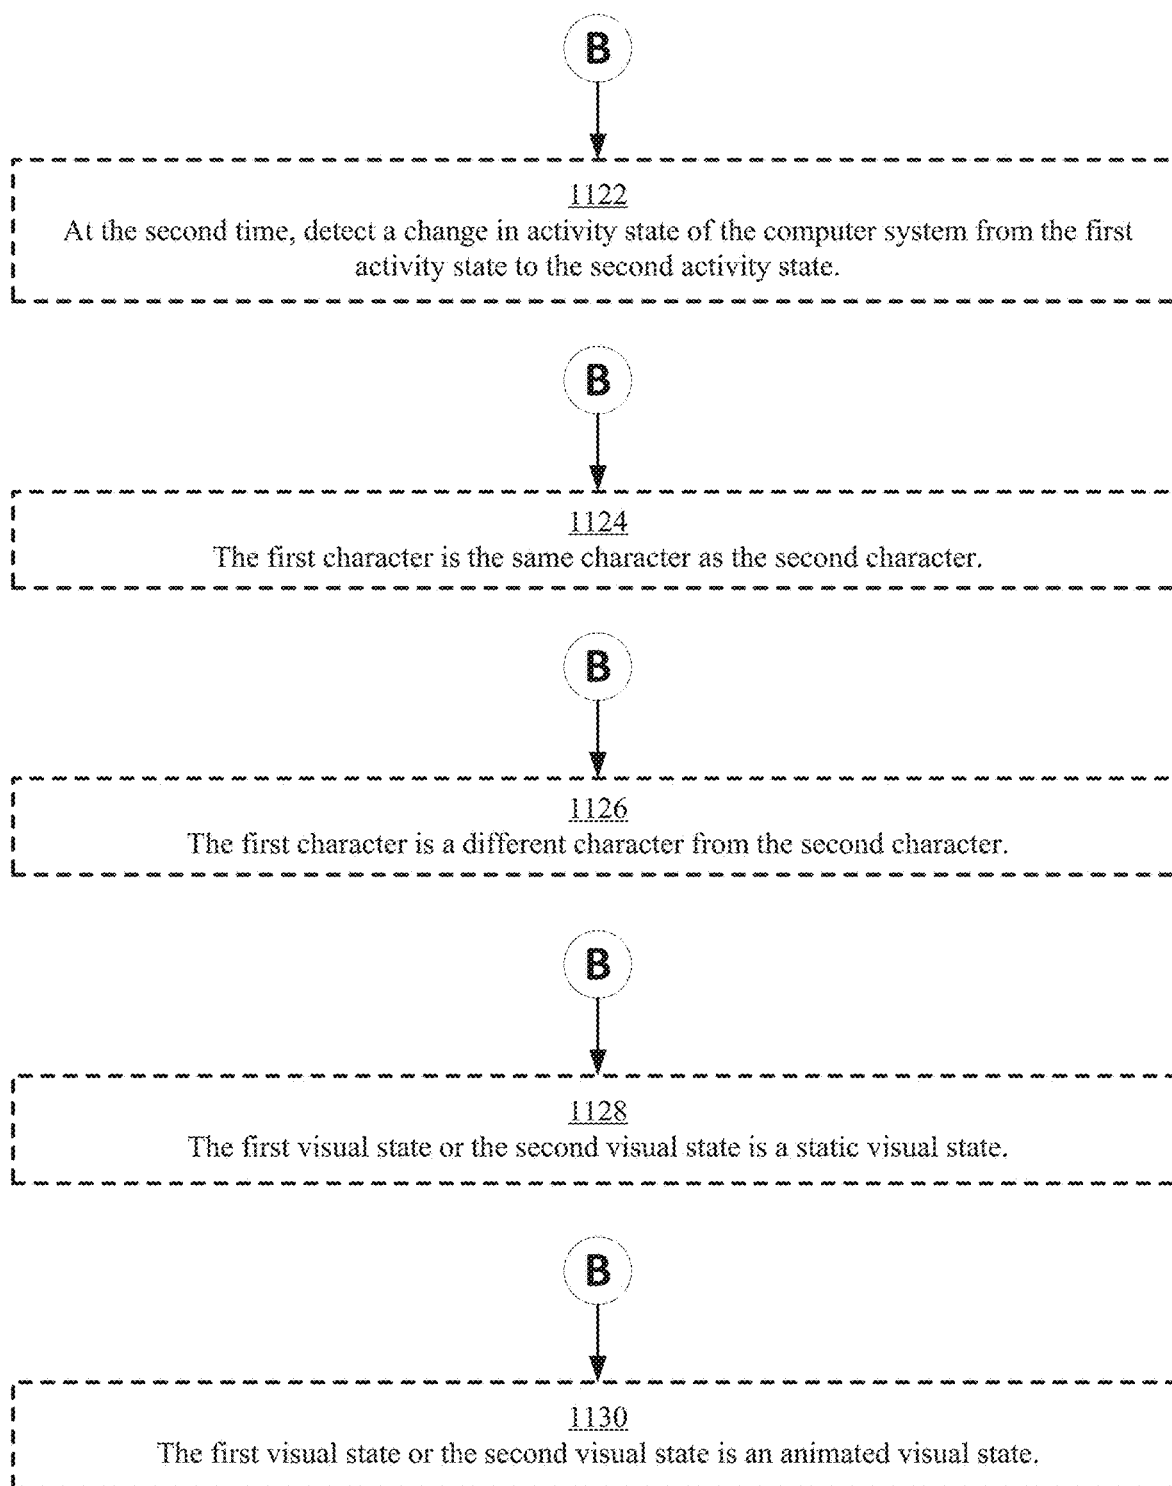 B
1122
At the second time, detect a change in activity state of the computer system from the first
activity state to the second activity state.
B
1124
The first character is the same character as the second character.
B
1126
The first character is a different character from the second character.
B
1128
The first visual state or the second visual state is a static visual state.
B
1130
The first visual state or the second visual state is an animated visual state.